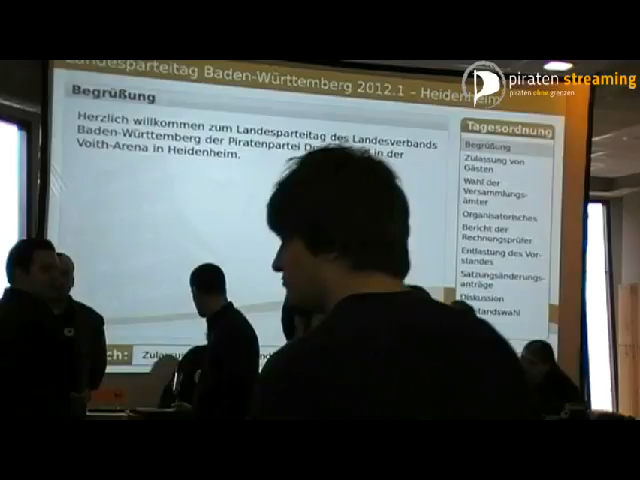 Landesparteitag Baden-Württemberg 2012.1 – Heidenheim
piraten streaming
piraten ohne grenzen
Begrüßung
Herzlich willkommen zum Landesparteitag des Landesverbands
Baden-Württemberg der Piratenpartei in der
Voith-Arena in Heidenheim.
Tagesordnung
Begrüßung
Zulassung von
Gästen
Wahl der
Versammlungs-
ämter
Organisatorisches
Bericht der
Rechnungsprüfer
Entlastung des Vor-
standes
Satzungsänderungs-
anträge
Diskussion